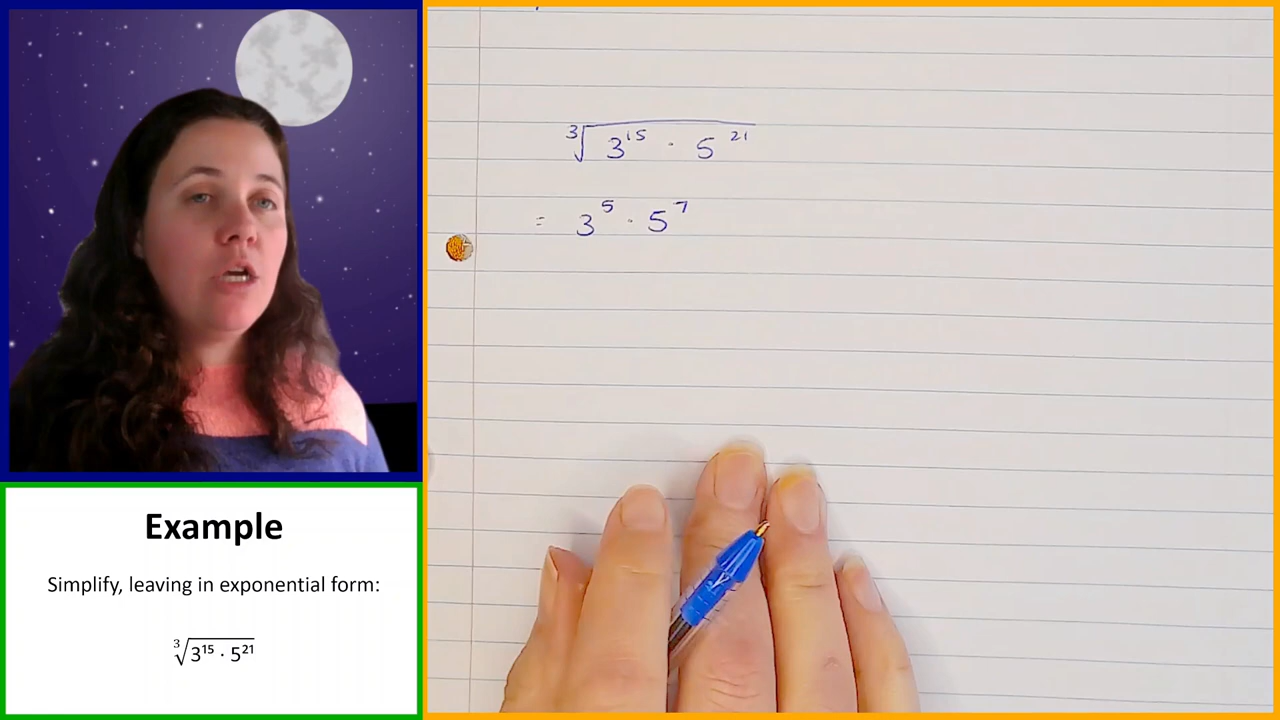 ∛(3¹⁵ · 5²¹)
= 3⁵ · 5⁷
Example
Simplify, leaving in exponential form:
∛(3¹⁵ · 5²¹)